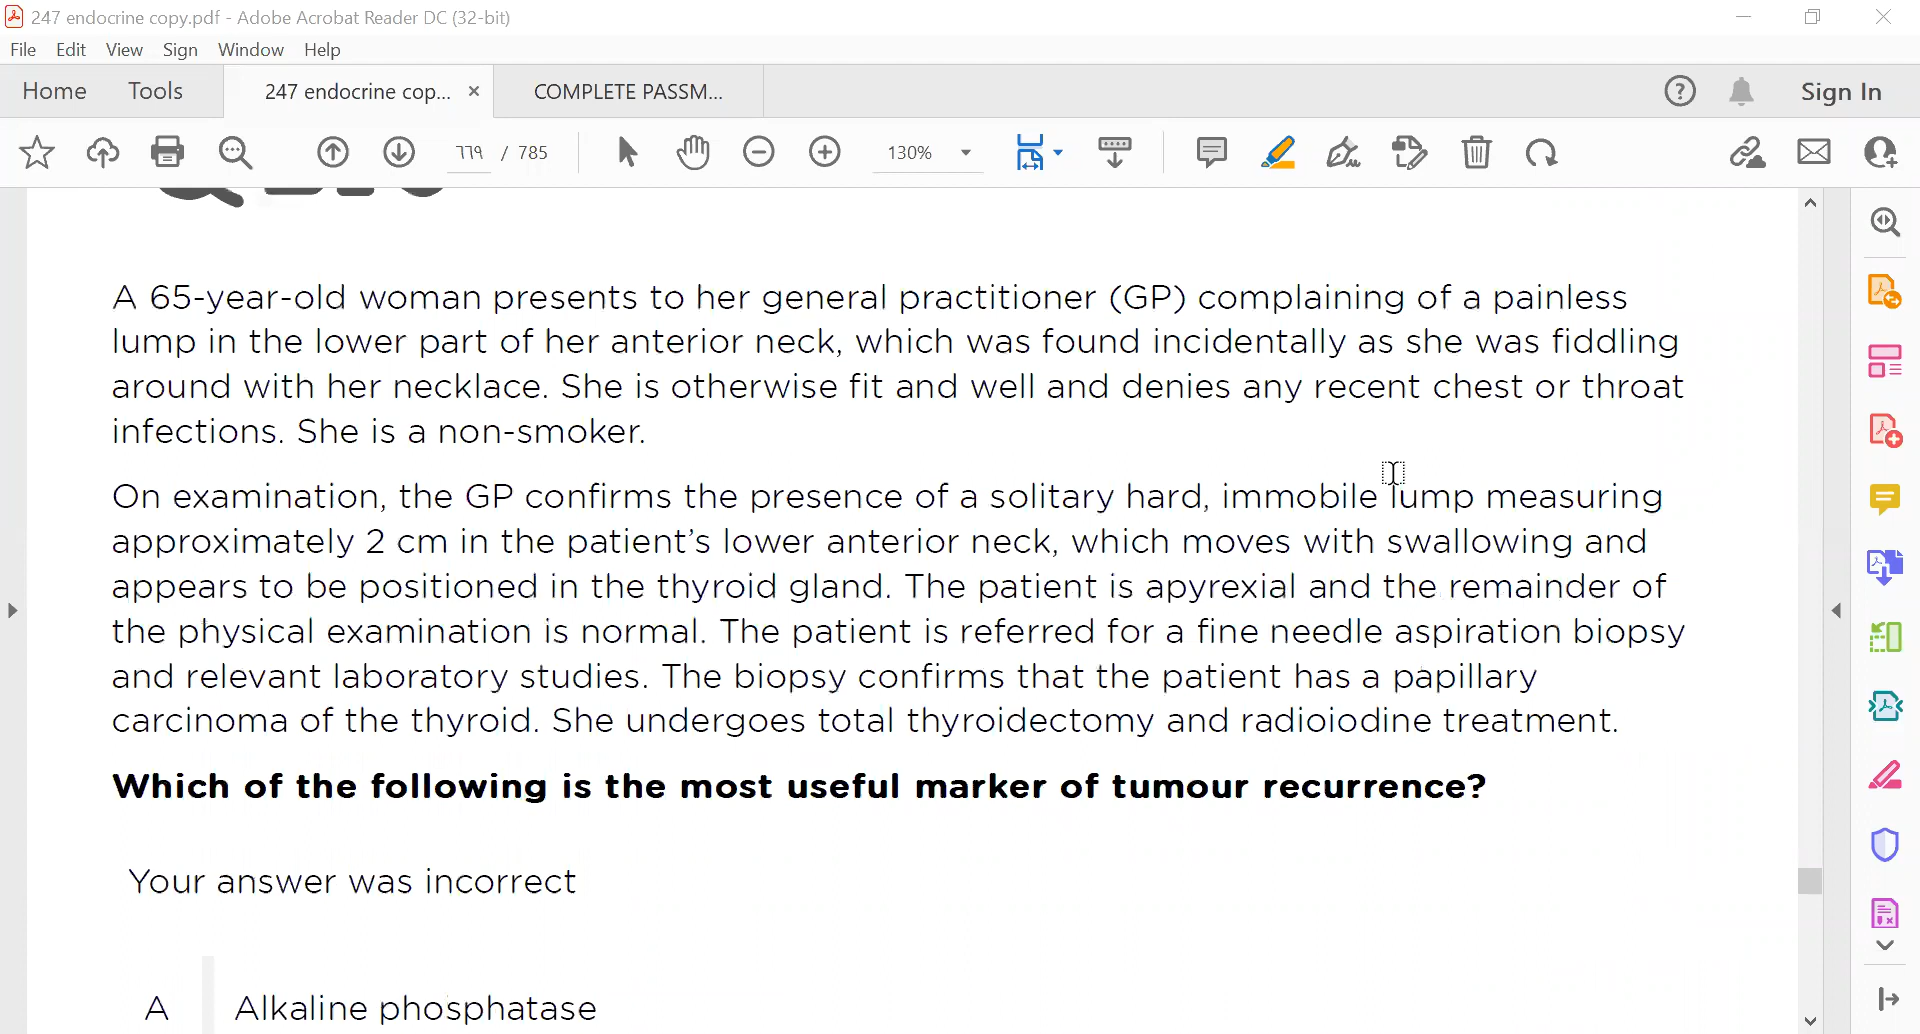 247 endocrine copy.pdf - Adobe Acrobat Reader DC (32-bit)
File Edit View Sign Window Help
Home Tools 247 endocrine cop... × COMPLETE PASSM... Sign In
٦٦٩ / 785 130%
A 65-year-old woman presents to her general practitioner (GP) complaining of a painless
lump in the lower part of her anterior neck, which was found incidentally as she was fiddling
around with her necklace. She is otherwise fit and well and denies any recent chest or throat
infections. She is a non-smoker.
On examination, the GP confirms the presence of a solitary hard, immobile lump measuring
approximately 2 cm in the patient’s lower anterior neck, which moves with swallowing and
appears to be positioned in the thyroid gland. The patient is apyrexial and the remainder of
the physical examination is normal. The patient is referred for a fine needle aspiration biopsy
and relevant laboratory studies. The biopsy confirms that the patient has a papillary
carcinoma of the thyroid. She undergoes total thyroidectomy and radioiodine treatment.
Which of the following is the most useful marker of tumour recurrence?
Your answer was incorrect
A Alkaline phosphatase